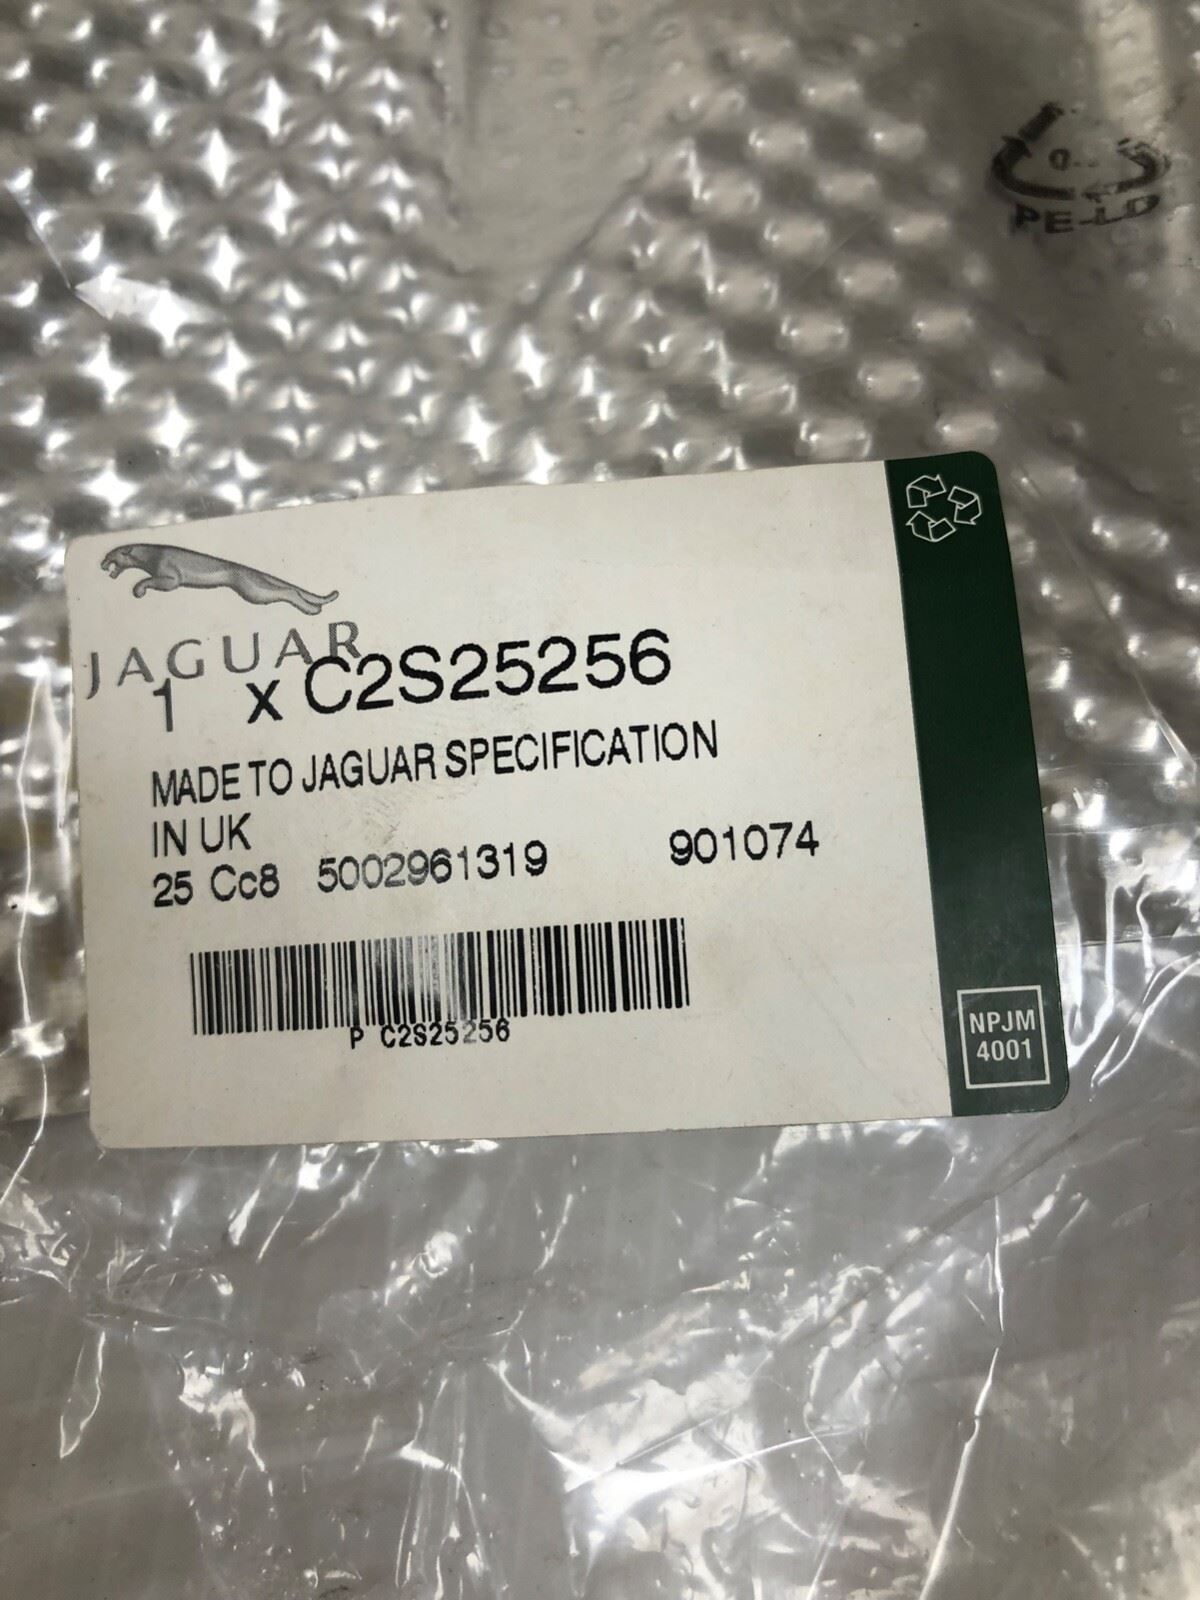 PE-LD
JAGUAR
1 x C2S25256
MADE TO JAGUAR SPECIFICATION
IN UK
25 Cc8 5002961319 901074
P C2S25256
NPJM
4001